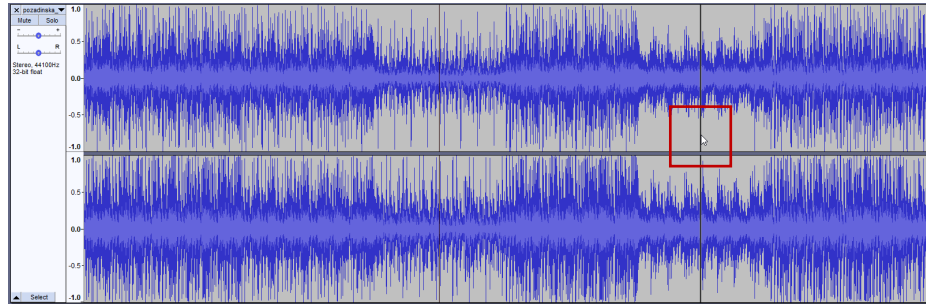 × pozadinska_ ▼
Mute Solo
- +
L R
Stereo, 44100Hz
32-bit float
▲ Select
1.0
0.5-
0.0-
-0.5-
-1.0
1.0
0.5-
0.0-
-0.5-
-1.0